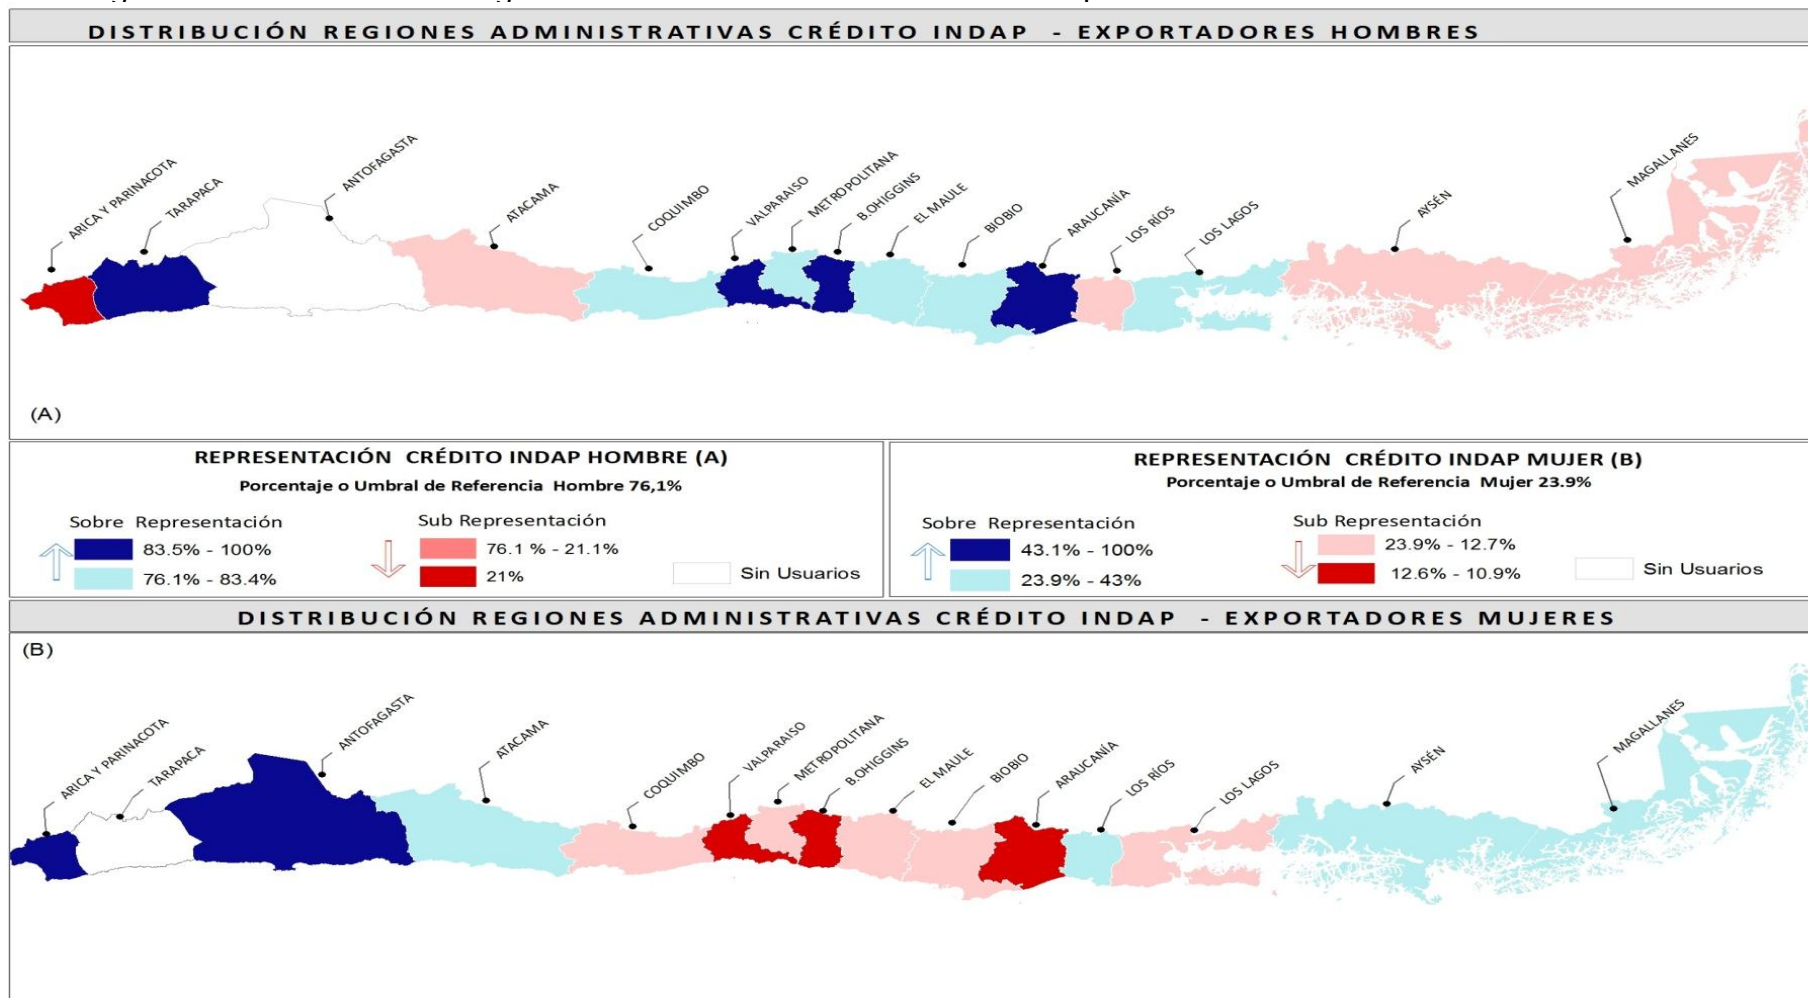 DISTRIBUCIÓN REGIONES ADMINISTRATIVAS CRÉDITO INDAP - EXPORTADORES HOMBRES
ARICA Y PARINACOTA
TARAPACA
ANTOFAGASTA
ATACAMA
COQUIMBO
VALPARAISO
METROPOLITANA
B.OHIGGINS
EL MAULE
BIOBIO
ARAUCANÍA
LOS RÍOS
LOS LAGOS
AYSÉN
MAGALLANES
(A)
REPRESENTACIÓN CRÉDITO INDAP HOMBRE (A)
Porcentaje o Umbral de Referencia Hombre 76,1%
Sobre Representación
83.5% - 100%
76.1% - 83.4%
Sub Representación
76.1 % - 21.1%
21%
Sin Usuarios
REPRESENTACIÓN CRÉDITO INDAP MUJER (B)
Porcentaje o Umbral de Referencia Mujer 23.9%
Sobre Representación
43.1% - 100%
23.9% - 43%
Sub Representación
23.9% - 12.7%
12.6% - 10.9%
Sin Usuarios
DISTRIBUCIÓN REGIONES ADMINISTRATIVAS CRÉDITO INDAP - EXPORTADORES MUJERES
(B)
ARICA Y PARINACOTA
TARAPACA
ANTOFAGASTA
ATACAMA
COQUIMBO
VALPARAISO
METROPOLITANA
B.OHIGGINS
EL MAULE
BIOBIO
ARAUCANÍA
LOS RÍOS
LOS LAGOS
AYSÉN
MAGALLANES